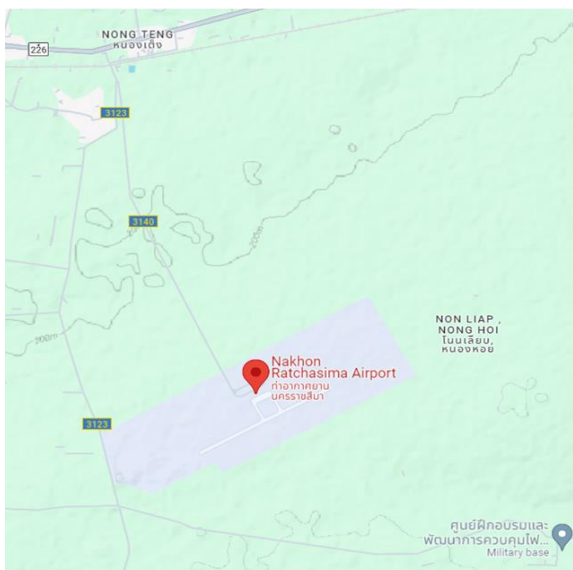 NONG TENG
หนองเต็ง
226
3123
3140
200m
NON LIAP ,
NONG HOI
โนนเลียบ,
หนองหอย
200m
Nakhon
Ratchasima Airport
ท่าอากาศยาน
นครราชสีมา
3123
ศูนย์ฝึกอบรมและ
พัฒนาการควบคุมไฟ...
Military base